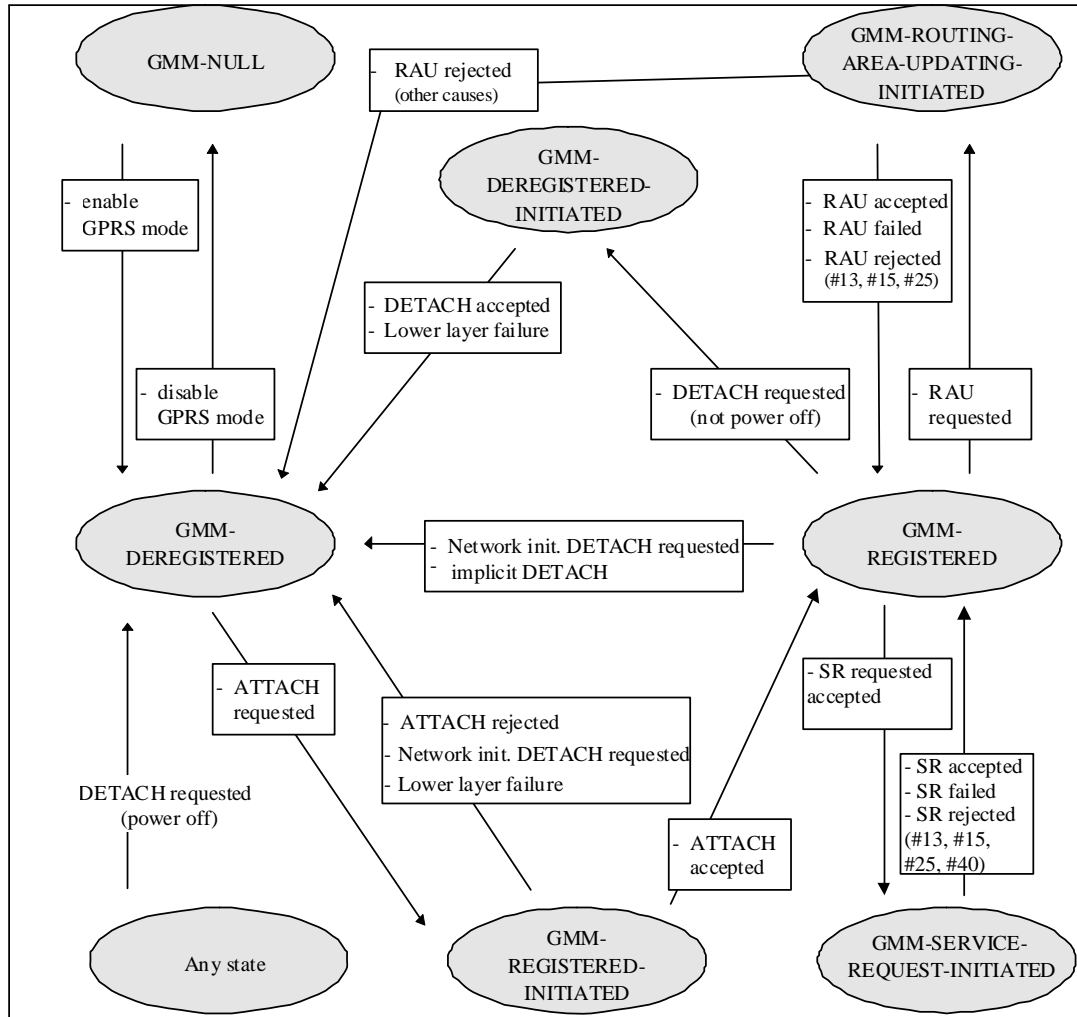 GMM-NULL
GMM-ROUTING-
AREA-UPDATING-
INITIATED
- RAU rejected
(other causes)
GMM-
DEREGISTERED-
INITIATED
- enable
GPRS mode
- RAU accepted
- RAU failed
- RAU rejected
(#13, #15, #25)
- DETACH accepted
- Lower layer failure
- disable
GPRS mode
- DETACH requested
(not power off)
- RAU
requested
GMM-
DEREGISTERED
- Network init. DETACH requested
- implicit DETACH
GMM-
REGISTERED
- ATTACH
requested
- ATTACH rejected
- Network init. DETACH requested
- Lower layer failure
- SR requested
accepted
DETACH requested
(power off)
- ATTACH
accepted
- SR accepted
- SR failed
- SR rejected
(#13, #15,
#25, #40)
Any state
GMM-
REGISTERED-
INITIATED
GMM-SERVICE-
REQUEST-INITIATED